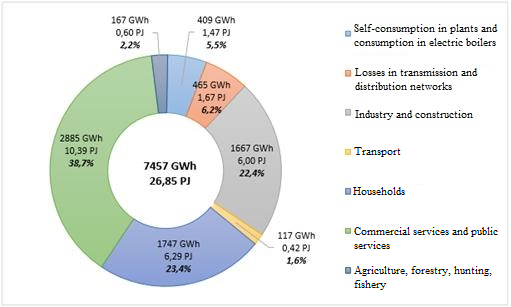 167 GWh
0,60 PJ
2,2%
409 GWh
1,47 PJ
5,5%
465 GWh
1,67 PJ
6,2%
1667 GWh
6,00 PJ
22,4%
117 GWh
0,42 PJ
1,6%
1747 GWh
6,29 PJ
23,4%
2885 GWh
10,39 PJ
38,7%
7457 GWh
26,85 PJ
Self-consumption in plants and
consumption in electric boilers
Losses in transmission and
distribution networks
Industry and construction
Transport
Households
Commercial services and public
services
Agriculture, forestry, hunting,
fishery